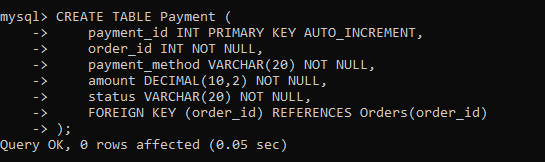 mysql> CREATE TABLE Payment (
    ->     payment_id INT PRIMARY KEY AUTO_INCREMENT,
    ->     order_id INT NOT NULL,
    ->     payment_method VARCHAR(20) NOT NULL,
    ->     amount DECIMAL(10,2) NOT NULL,
    ->     status VARCHAR(20) NOT NULL,
    ->     FOREIGN KEY (order_id) REFERENCES Orders(order_id)
    -> );
Query OK, 0 rows affected (0.05 sec)